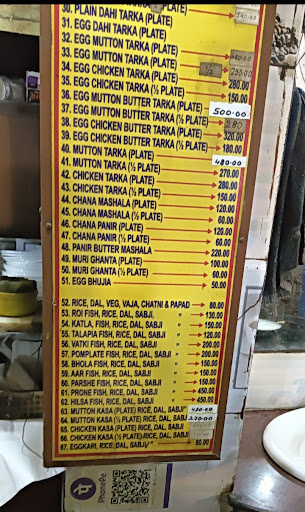 30. PLAIN DAHI TARKA (PLATE)
31. EGG DAHI TARKA
32. EGG MUTTON TARKA (PLATE)
33. EGG MUTTON TARKA (½ PLATE)
34. EGG CHICKEN TARKA (PLATE) 280.00
35. EGG CHICKEN TARKA (½ PLATE) 150.00
36. EGG MUTTON BUTTER TARKA (PLATE) 500.00
37. EGG MUTTON BUTTER TARKA (½ PLATE) 280
38. EGG CHICKEN BUTTER TARKA (PLATE) 320.00
39. EGG CHICKEN BUTTER TARKA (½ PLATE) 180.00
40. MUTTON TARKA (PLATE) 480.00
41. MUTTON TARKA (½ PLATE) 270.00
42. CHICKEN TARKA (PLATE) 280.00
43. CHICKEN TARKA (½ PLATE) 150.00
44. CHANA MASHALA (PLATE) 120.00
45. CHANA MASALA (½ PLATE) 60.00
46. CHANA PANIR (PLATE) 120.00
47. CHANA PANIR (½ PLATE) 60.00
48. PANIR BUTTER MASHALA 220.00
49. MURI GHANTA (PLATE) 100.00
50. MURI GHANTA (½ PLATE) 60.00
51. EGG BHUJIA 50.00
52. RICE, DAL, VEG, VAJA, CHATNI & PAPAD 80.00
53. ROI FISH, RICE, DAL, SABJI, " 130.00
54. KATLA, FISH, RICE, DAL, SABJI " 150.00
55. TALAPIA FISH, RICE, DAL, SABJI " 120.00
56. VATKI FISH, RICE, DAL, SABJI " 200.00
57. POMPLATE FISH, RICE, DAL, SABJI " 200.00
58. BHOLA FISH, RICE, DAL, SABJI " 150.00
59. AAR FISH, RICE, DAL, SABJI " 200.00
60. PARSHE FISH, RICE, DAL, SABJI " 150.00
61. PRONE FISH, RICE, DAL, SABJI " 450.00
62. HILSA FISH, RICE, DAL, SABJI " 450.00
63. MUTTON KASA (PLATE) RICE, DAL, SABJI"
64. MUTTON KASA (½ PLATE) RICE, DAL, SABJI"
65. CHICKEN KASA (PLATE) RICE, DAL, SABJI"
66. CHICKEN KASA (½ PLATE) RICE, DAL, SABJI"
67. EGGKARI, RICE, DAL, SABJI" 80.00
PhonePe